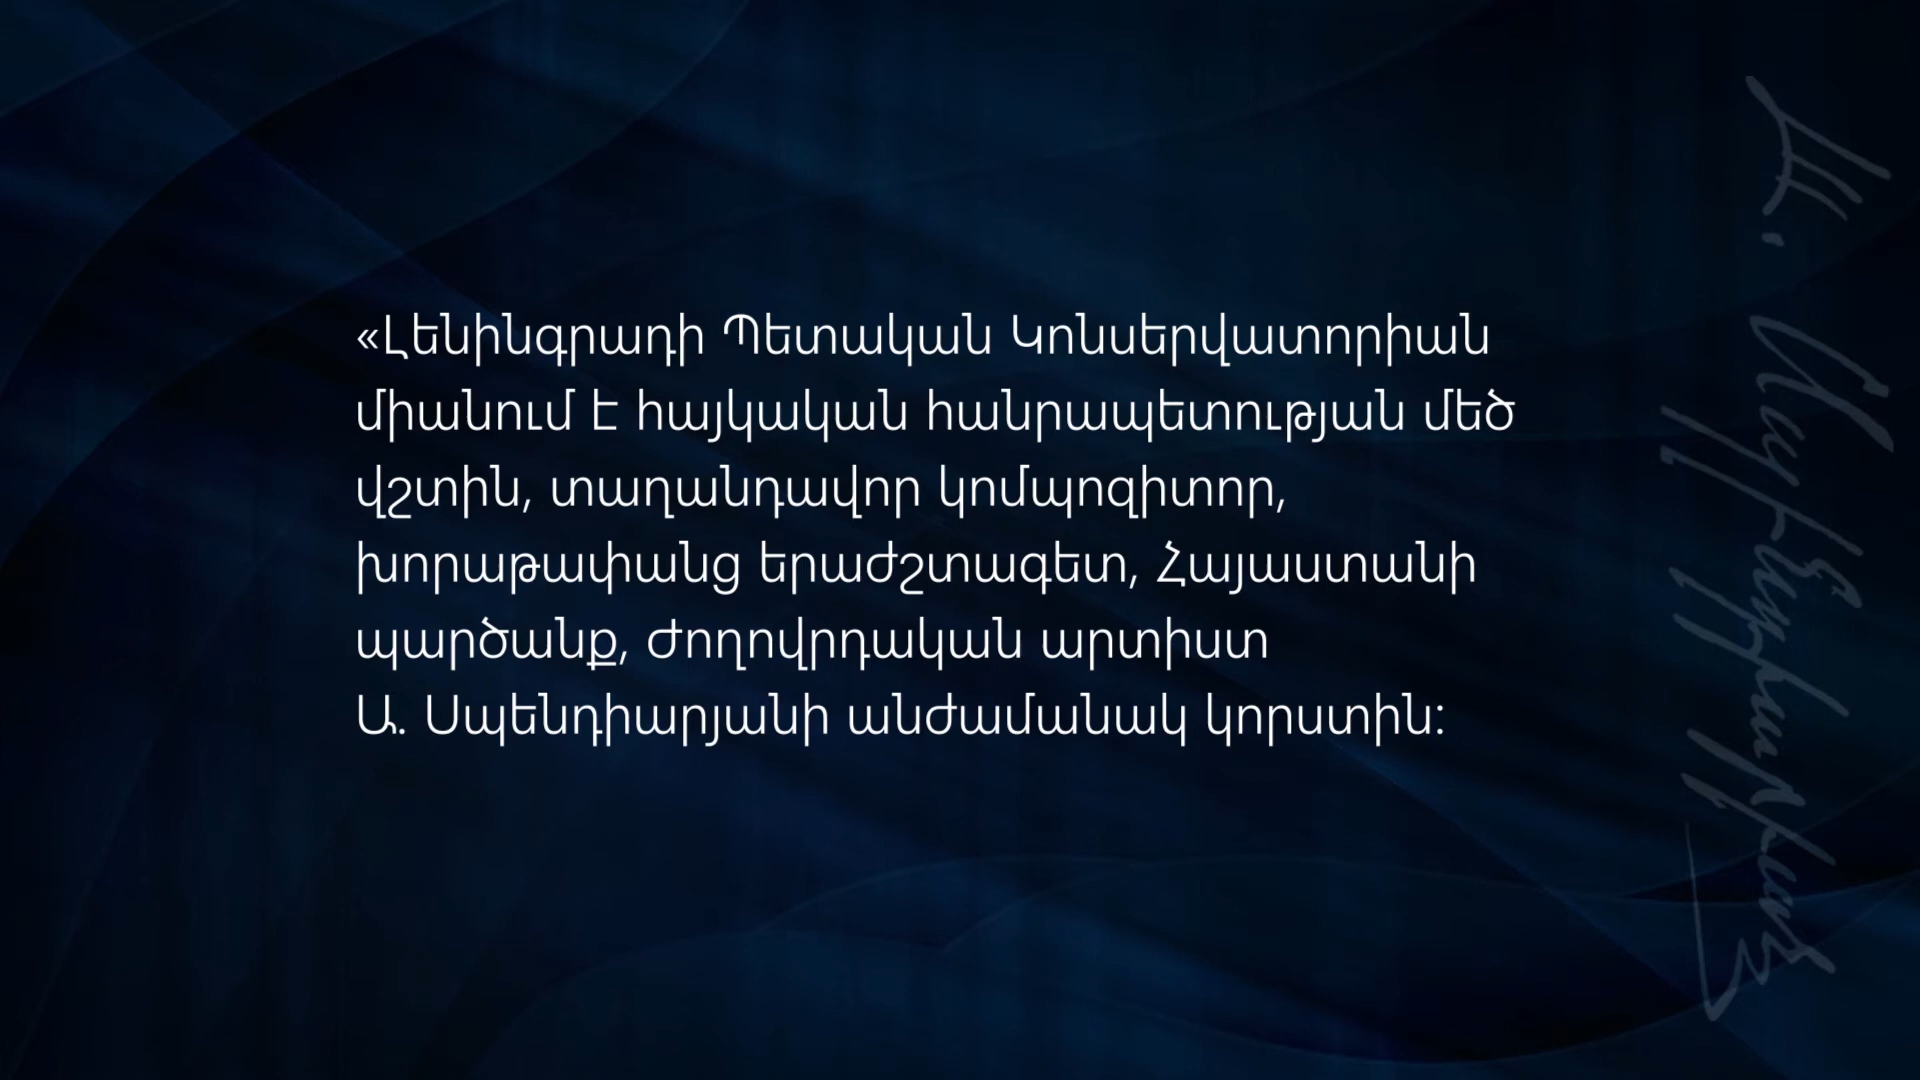 «Լենինգրադի Պետական Կոնսերվատորիան
միանում է հայկական հանրապետության մեծ
վշտին, տաղանդավոր կոմպոզիտոր,
խորաթափանց երաժշտագետ, Հայաստանի
պարծանք, Ժողովրդական արտիստ
Ա. Սպենդիարյանի անժամանակ կորստին: